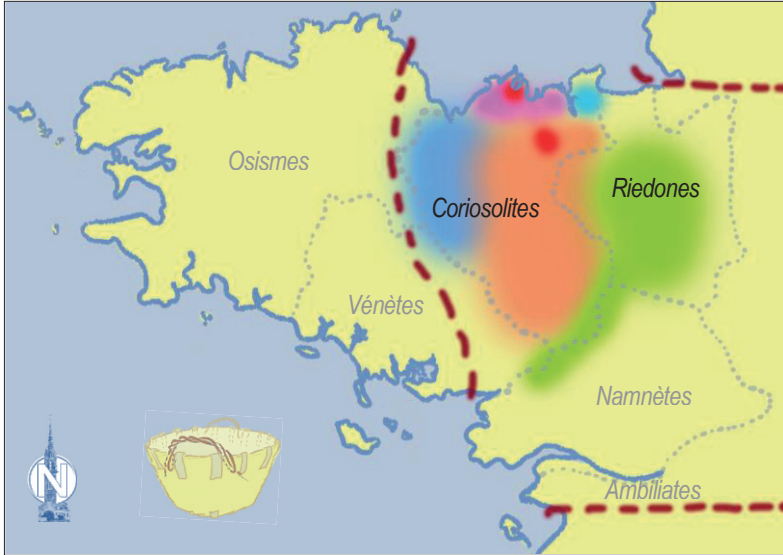 Osismes
Riedones
Coriosolites
Vénètes
Namnètes
N
Ambiliates